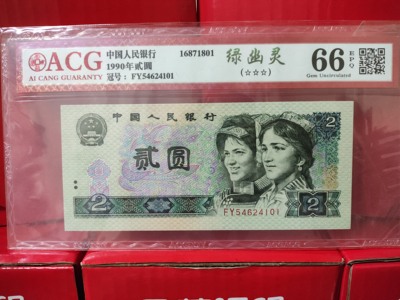 ACG
AI CANG GUARANTY
中国人民银行
1990年贰圆
冠号：FY54624101
16871801
绿幽灵
(☆☆☆)
66
EPQ
Gem Uncirculated
中国人民银行
2
贰圆
FY54624101
2
2